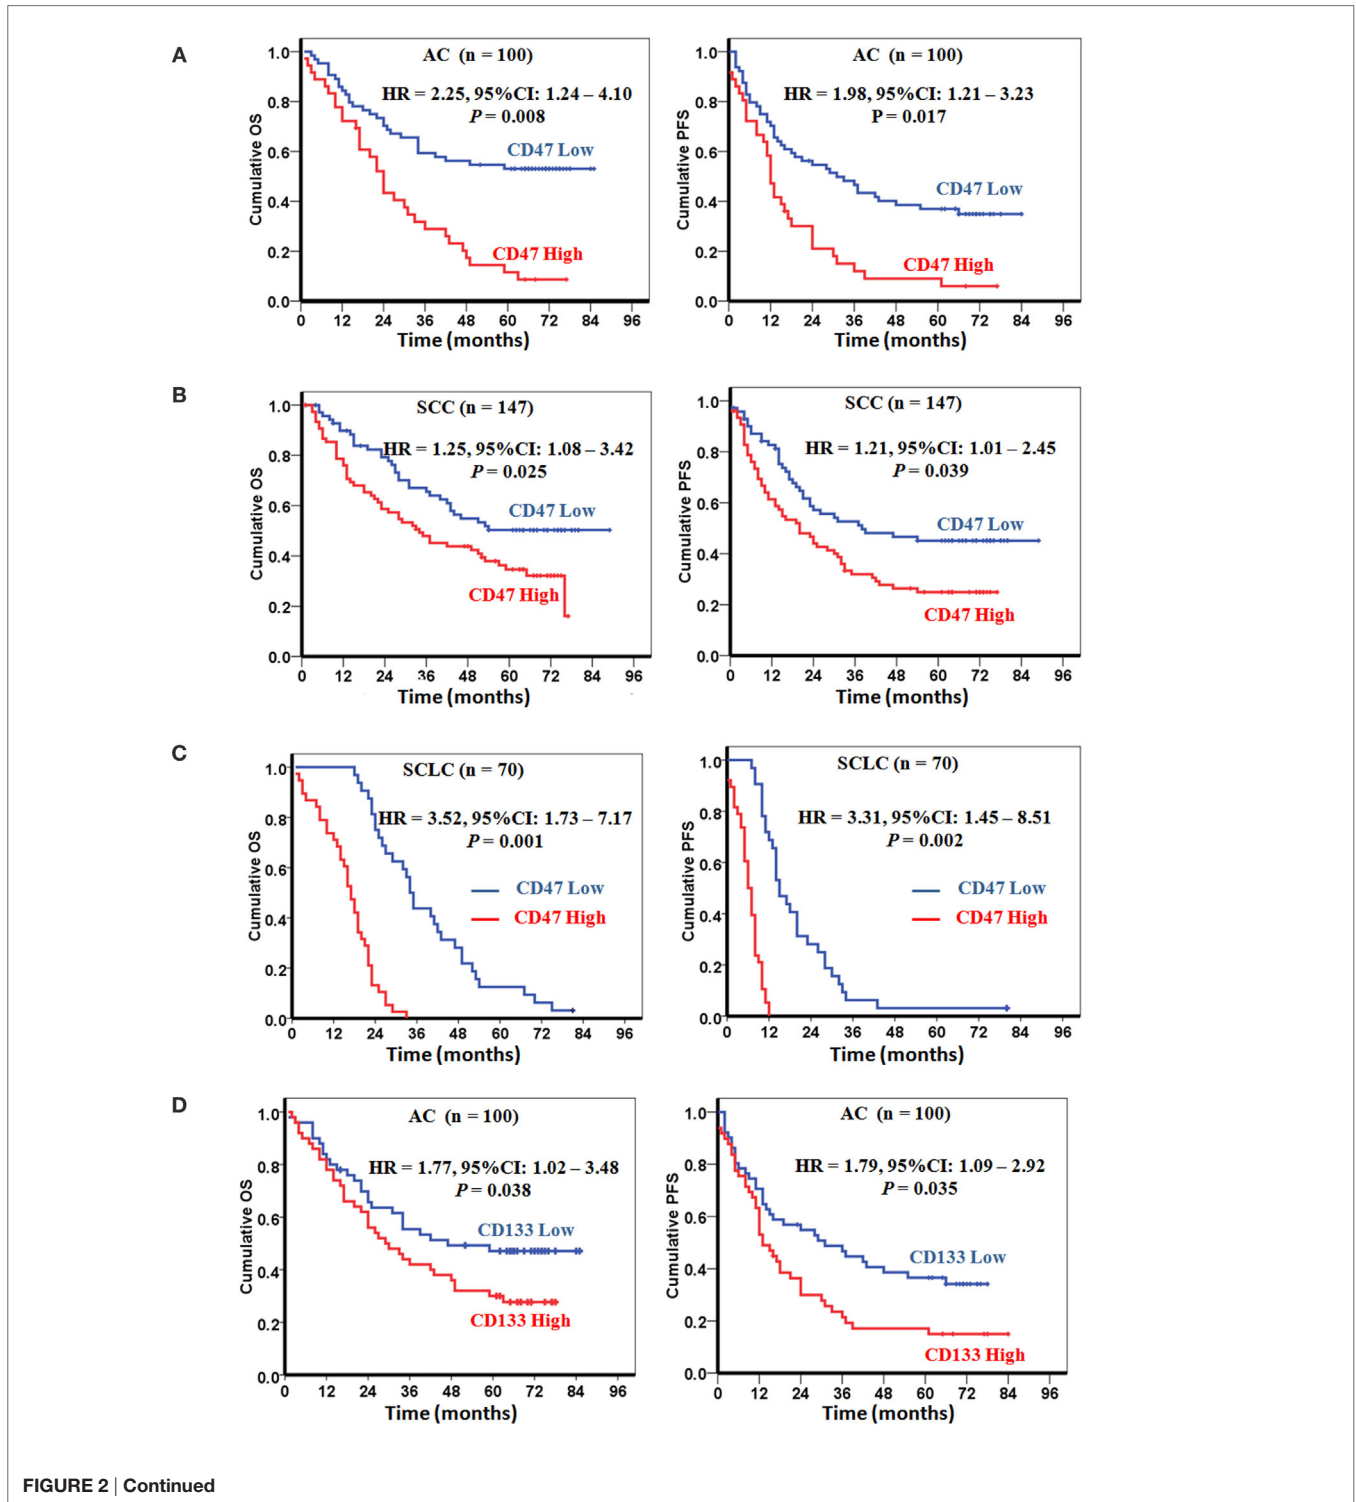 A
AC (n = 100)
HR = 2.25, 95%CI: 1.24 – 4.10
P = 0.008
CD47 Low
CD47 High
Cumulative OS
1.0
0.8
0.6
0.4
0.2
0.0
0 12 24 36 48 60 72 84 96
Time (months)
AC (n = 100)
HR = 1.98, 95%CI: 1.21 – 3.23
P = 0.017
CD47 Low
CD47 High
Cumulative PFS
1.0
0.8
0.6
0.4
0.2
0.0
0 12 24 36 48 60 72 84 96
Time (months)
B
SCC (n = 147)
HR = 1.25, 95%CI: 1.08 – 3.42
P = 0.025
CD47 Low
CD47 High
Cumulative OS
1.0
0.8
0.6
0.4
0.2
0.0
0 12 24 36 48 60 72 84 96
Time (months)
SCC (n = 147)
HR = 1.21, 95%CI: 1.01 – 2.45
P = 0.039
CD47 Low
CD47 High
Cumulative PFS
1.0
0.8
0.6
0.4
0.2
0.0
0 12 24 36 48 60 72 84 96
Time (months)
C
SCLC (n = 70)
HR = 3.52, 95%CI: 1.73 – 7.17
P = 0.001
CD47 Low
CD47 High
Cumulative OS
1.0
0.8
0.6
0.4
0.2
0.0
0 12 24 36 48 60 72 84 96
Time (months)
SCLC (n = 70)
HR = 3.31, 95%CI: 1.45 – 8.51
P = 0.002
CD47 Low
CD47 High
Cumulative PFS
1.0
0.8
0.6
0.4
0.2
0.0
0 12 24 36 48 60 72 84 96
Time (months)
D
AC (n = 100)
HR = 1.77, 95%CI: 1.02 – 3.48
P = 0.038
CD133 Low
CD133 High
Cumulative OS
1.0
0.8
0.6
0.4
0.2
0.0
0 12 24 36 48 60 72 84 96
Time (months)
AC (n = 100)
HR = 1.79, 95%CI: 1.09 – 2.92
P = 0.035
CD133 Low
CD133 High
Cumulative PFS
1.0
0.8
0.6
0.4
0.2
0.0
0 12 24 36 48 60 72 84 96
Time (months)
FIGURE 2 | Continued